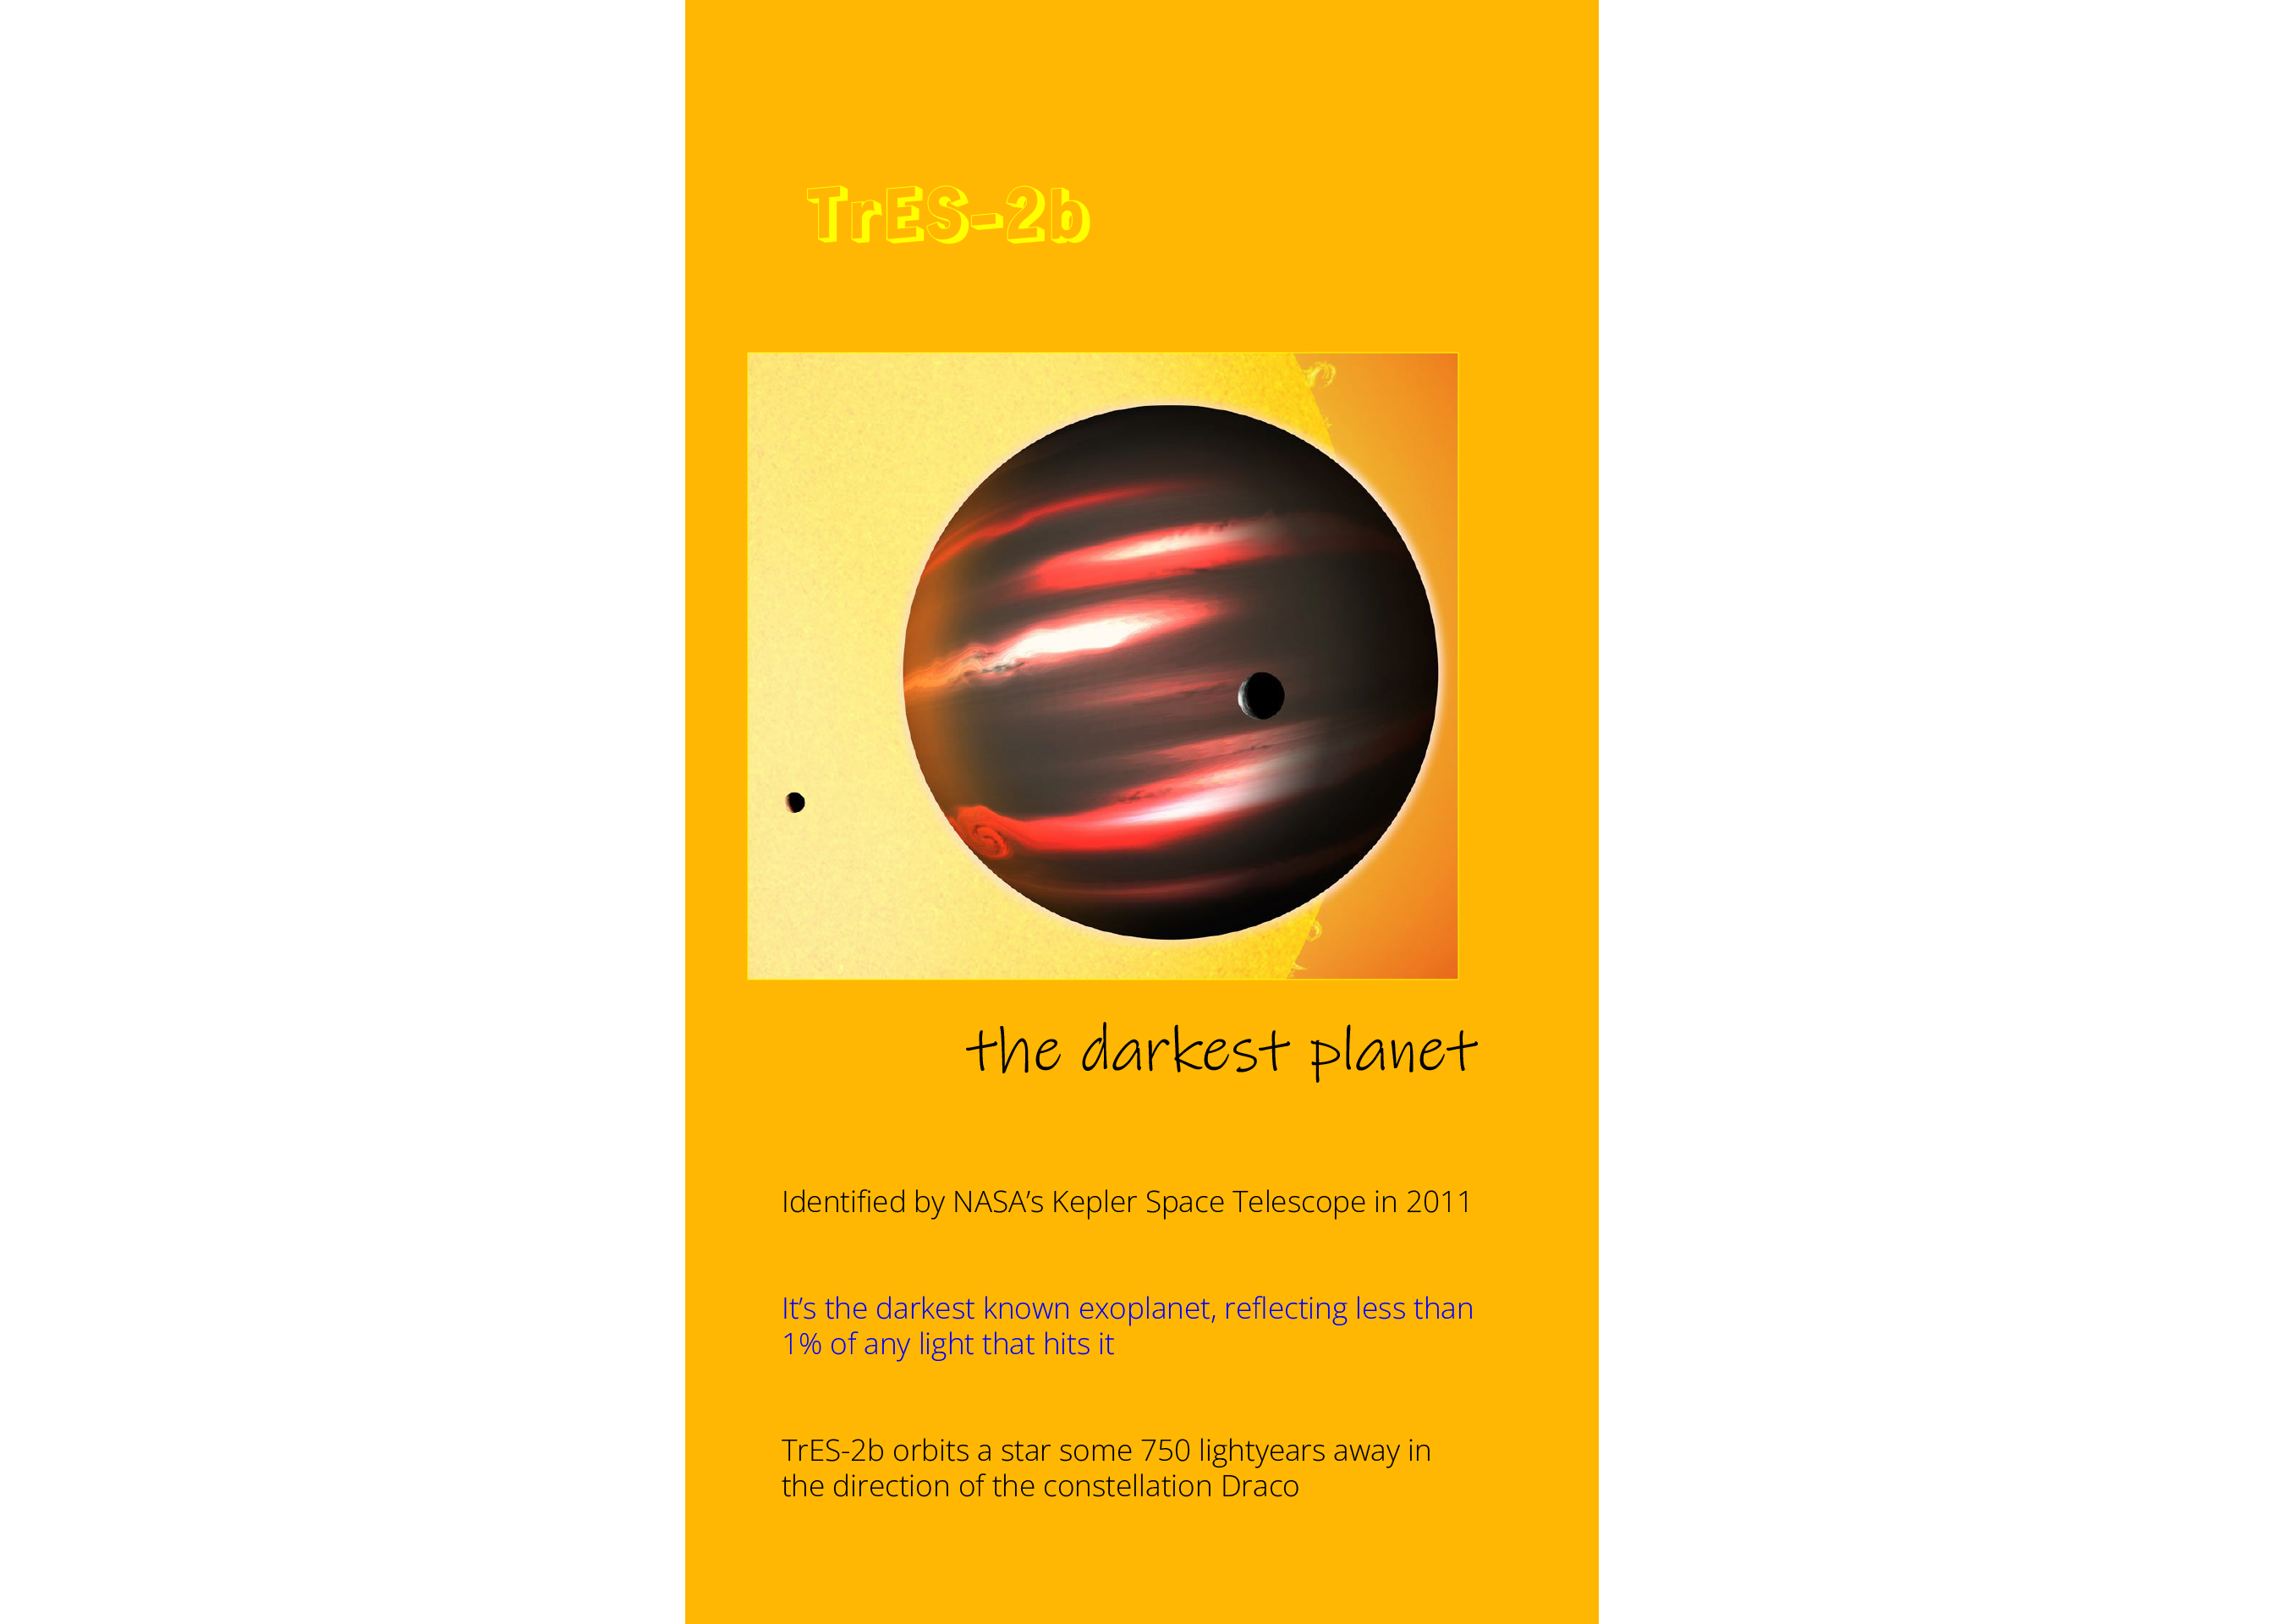 TrES-2b
the darkest planet
Identified by NASA’s Kepler Space Telescope in 2011
It’s the darkest known exoplanet, reflecting less than
1% of any light that hits it
TrES-2b orbits a star some 750 lightyears away in
the direction of the constellation Draco